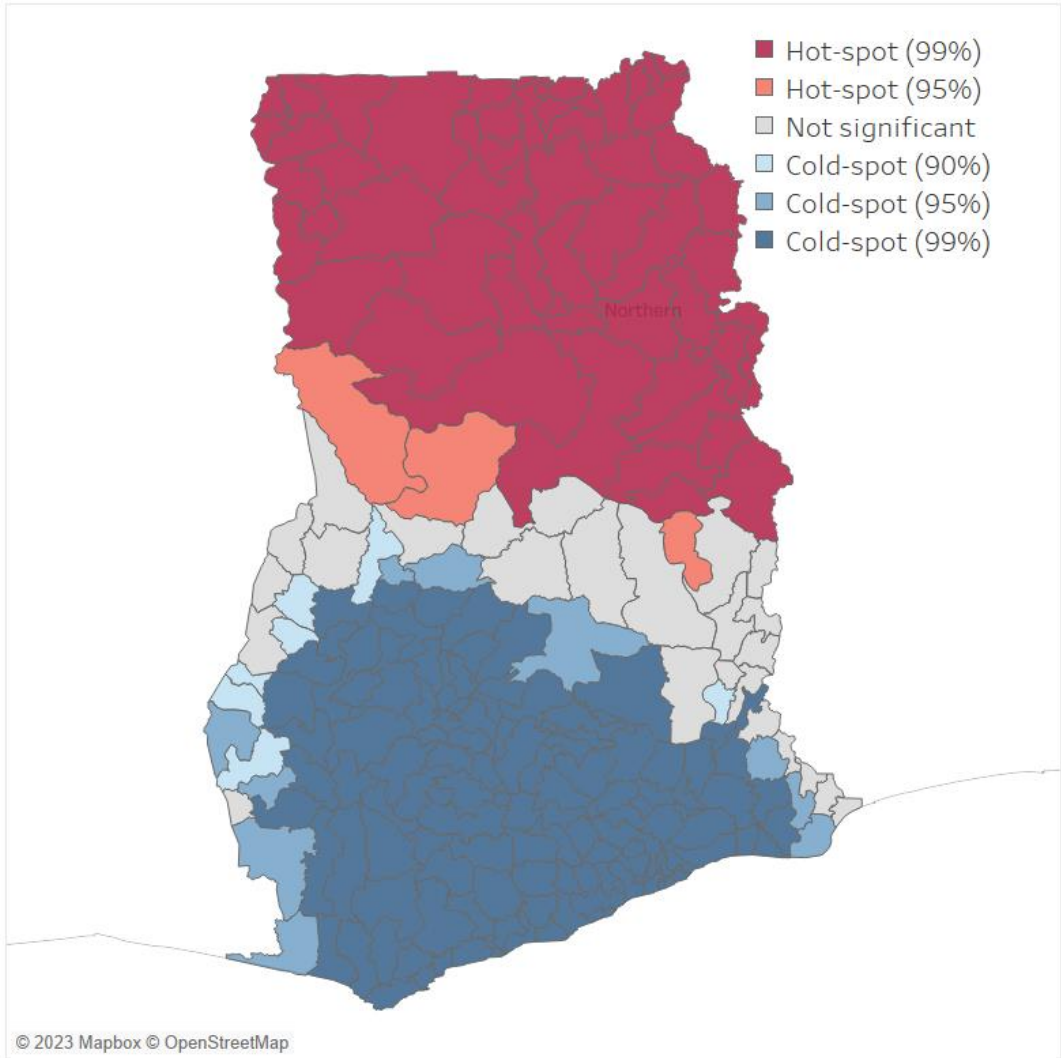 Hot-spot (99%)
Hot-spot (95%)
Not significant
Cold-spot (90%)
Cold-spot (95%)
Cold-spot (99%)
Northern
© 2023 Mapbox © OpenStreetMap